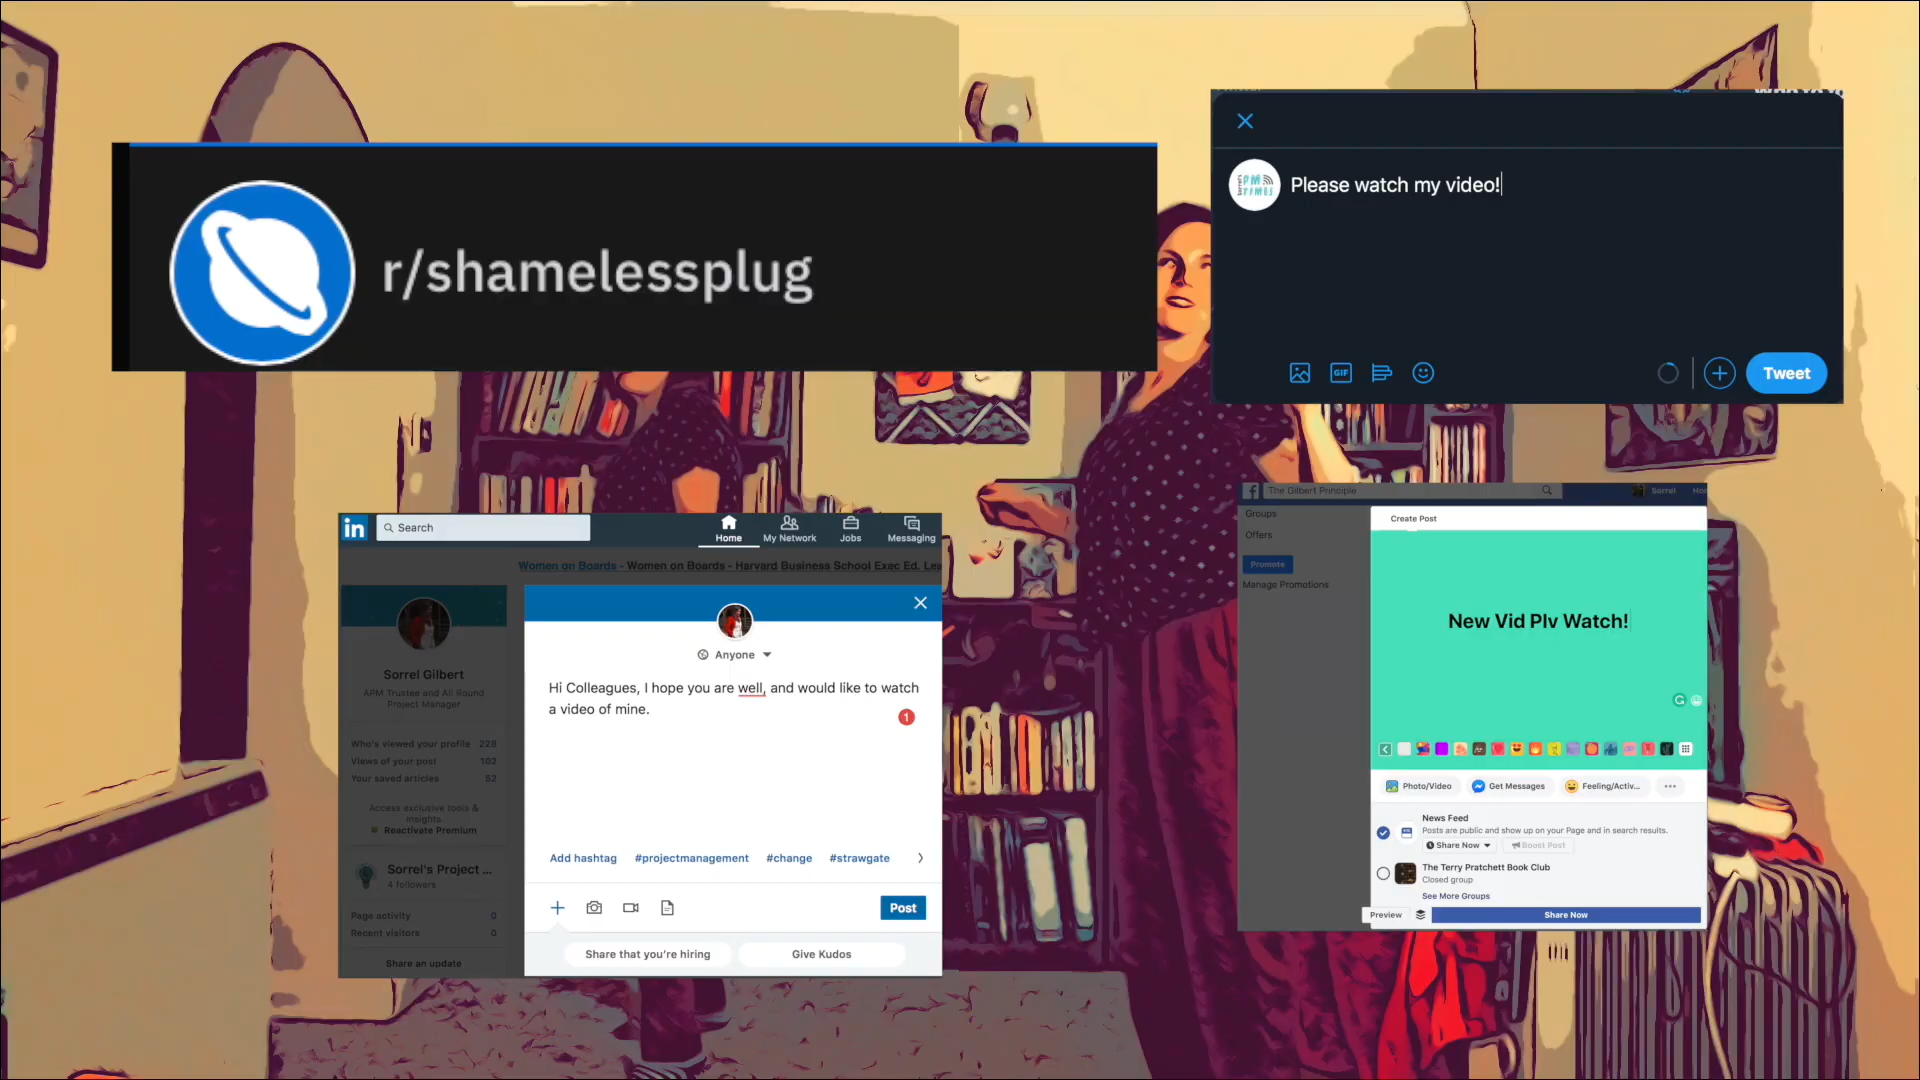 r/shamelessplug
PM
TIMES
Please watch my video!
GIF
Tweet
in
Search
Home
My Network
Jobs
Messaging
Women on Boards - Women on Boards - Harvard Business School Exec Ed. Lea
Sorrel Gilbert
APM Trustee and All Round
Project Manager
Who's viewed your profile 228
Views of your post 102
Your saved articles 52
Access exclusive tools &
insights
Reactivate Premium
Sorrel's Project ...
4 followers
Page activity 0
Recent visitors 0
Share an update
Anyone
Hi Colleagues, I hope you are well, and would like to watch
a video of mine.
1
Add hashtag #projectmanagement #change #strawgate
Post
Share that you're hiring
Give Kudos
f
The Gilbert Principle
Sorrel
Hor
Groups
Offers
Promote
Manage Promotions
Create Post
New Vid Plv Watch!
Photo/Video
Get Messages
Feeling/Activ...
News Feed
Posts are public and show up on your Page and in search results.
Share Now
Boost Post
The Terry Pratchett Book Club
Closed group
See More Groups
Preview
Share Now